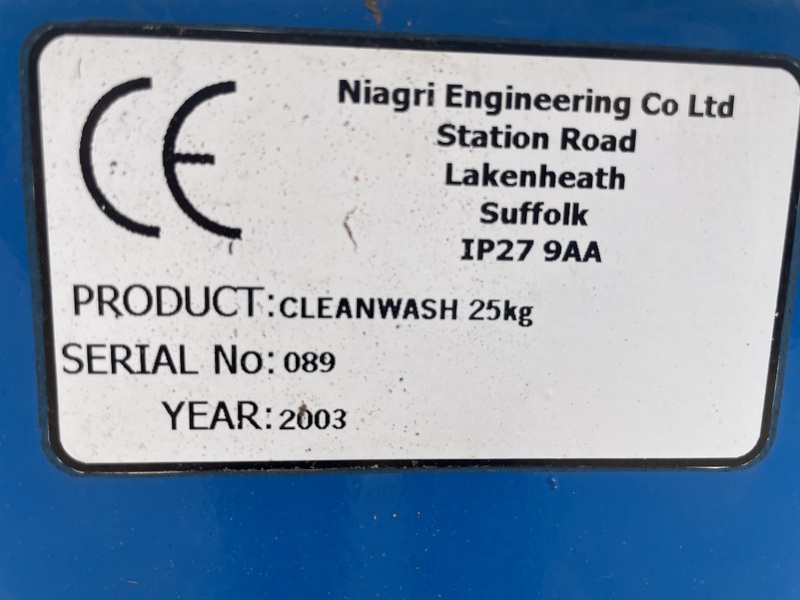 CE
Niagri Engineering Co Ltd
Station Road
Lakenheath
Suffolk
IP27 9AA
PRODUCT: CLEANWASH 25kg
SERIAL No: 089
YEAR: 2003